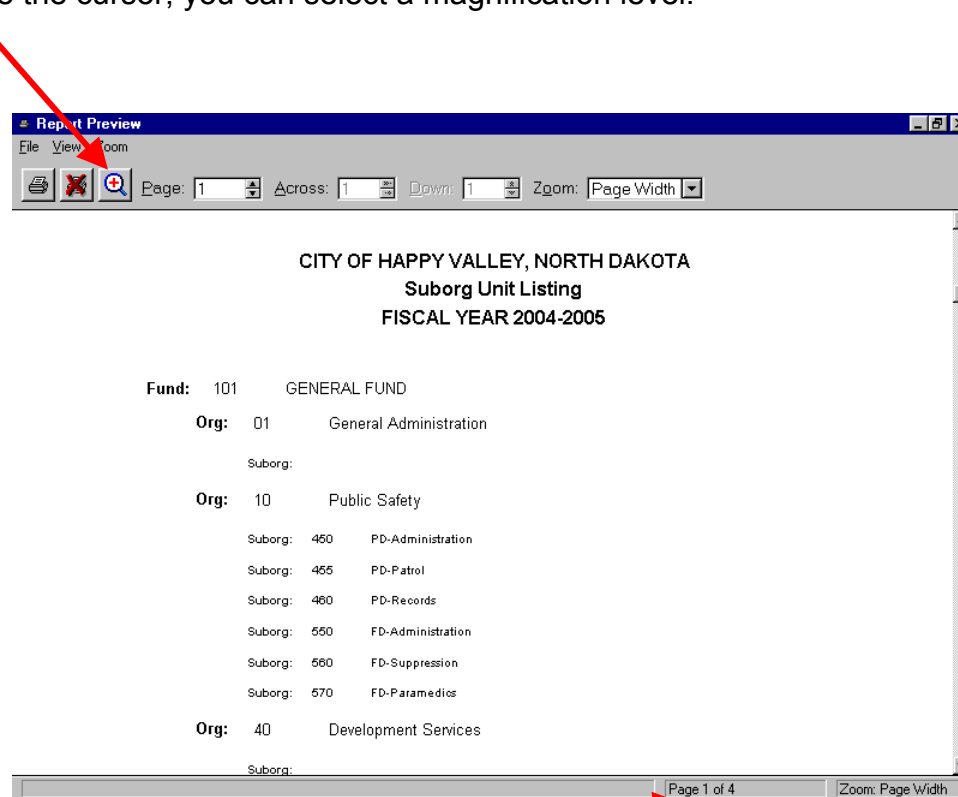 the cursor, you can select a magnification level.
Report Preview
File View Zoom
Page: 1 Across: 1 Down: 1 Zoom: Page Width
CITY OF HAPPY VALLEY, NORTH DAKOTA
Suborg Unit Listing
FISCAL YEAR 2004-2005
Fund: 101 GENERAL FUND
Org: 01 General Administration
Suborg:
Org: 10 Public Safety
Suborg: 450 PD-Administration
Suborg: 455 PD-Patrol
Suborg: 460 PD-Records
Suborg: 550 FD-Administration
Suborg: 560 FD-Suppression
Suborg: 570 FD-Paramedics
Org: 40 Development Services
Suborg:
Page 1 of 4 Zoom: Page Width